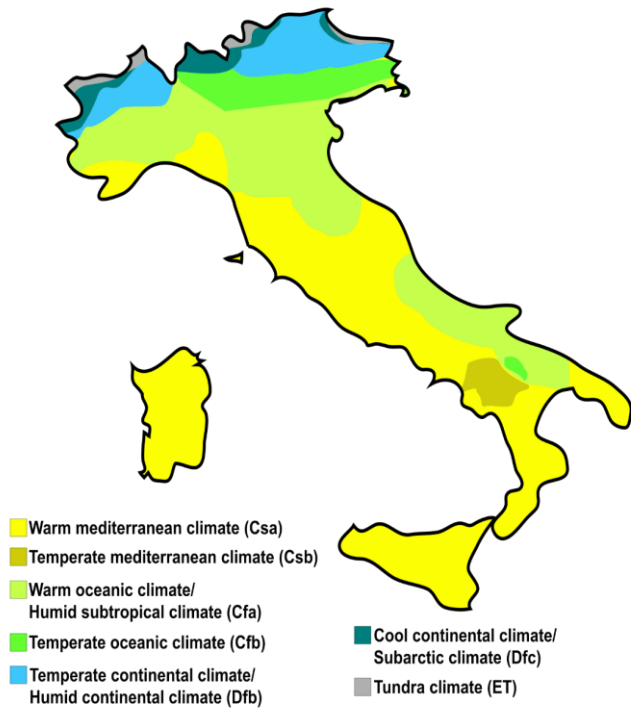 Warm mediterranean climate (Csa)
Temperate mediterranean climate (Csb)
Warm oceanic climate/
Humid subtropical climate (Cfa)
Temperate oceanic climate (Cfb)
Temperate continental climate/
Humid continental climate (Dfb)
Cool continental climate/
Subarctic climate (Dfc)
Tundra climate (ET)